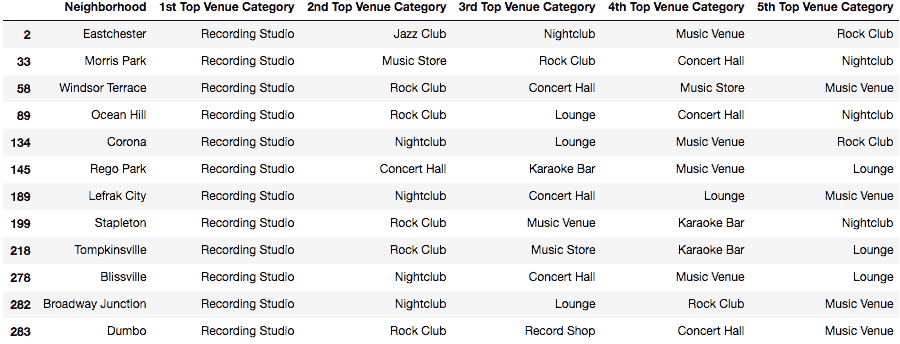 Neighborhood 1st Top Venue Category 2nd Top Venue Category 3rd Top Venue Category 4th Top Venue Category 5th Top Venue Category
2 Eastchester Recording Studio Jazz Club Nightclub Music Venue Rock Club
33 Morris Park Recording Studio Music Store Rock Club Concert Hall Nightclub
58 Windsor Terrace Recording Studio Rock Club Concert Hall Music Store Music Venue
89 Ocean Hill Recording Studio Rock Club Lounge Concert Hall Nightclub
134 Corona Recording Studio Nightclub Lounge Music Venue Rock Club
145 Rego Park Recording Studio Concert Hall Karaoke Bar Music Venue Lounge
189 Lefrak City Recording Studio Nightclub Concert Hall Lounge Music Venue
199 Stapleton Recording Studio Rock Club Music Venue Karaoke Bar Nightclub
218 Tompkinsville Recording Studio Rock Club Music Store Karaoke Bar Lounge
278 Blissville Recording Studio Nightclub Concert Hall Music Venue Lounge
282 Broadway Junction Recording Studio Nightclub Lounge Rock Club Music Venue
283 Dumbo Recording Studio Rock Club Record Shop Concert Hall Music Venue